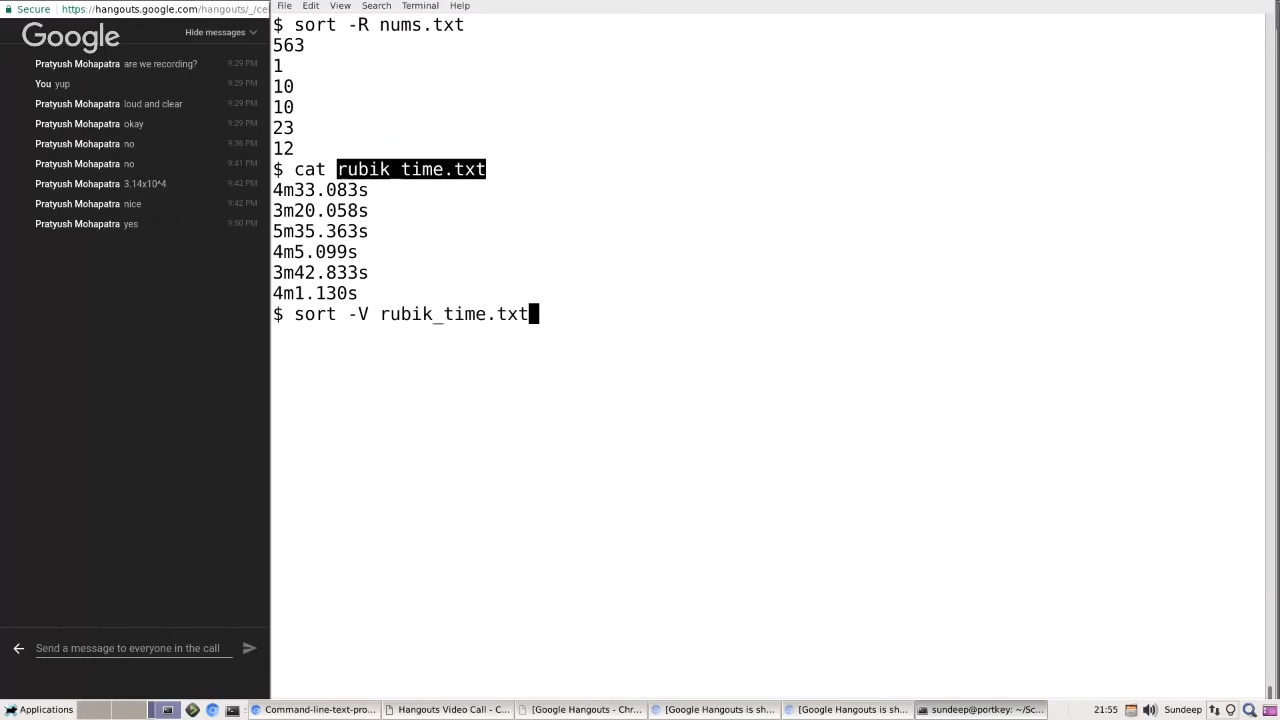 Secure https://hangouts.google.com/hangouts/_/ce
Google
Hide messages
Pratyush Mohapatra are we recording? 9:29 PM
You yup 9:29 PM
Pratyush Mohapatra loud and clear 9:29 PM
Pratyush Mohapatra okay 9:29 PM
Pratyush Mohapatra no 9:36 PM
Pratyush Mohapatra no 9:41 PM
Pratyush Mohapatra 3.14x10^4 9:42 PM
Pratyush Mohapatra nice 9:42 PM
Pratyush Mohapatra yes 9:50 PM
Send a message to everyone in the call
File Edit View Search Terminal Help
$ sort -R nums.txt
563
1
10
10
23
12
$ cat rubik_time.txt
4m33.083s
3m20.058s
5m35.363s
4m5.099s
3m42.833s
4m1.130s
$ sort -V rubik_time.txt
Applications Command-line-text-pro... Hangouts Video Call - C... [Google Hangouts - Chr... [Google Hangouts is sh... [Google Hangouts is sh... sundeep@portkey: ~/Sc... 21:55 Sundeep